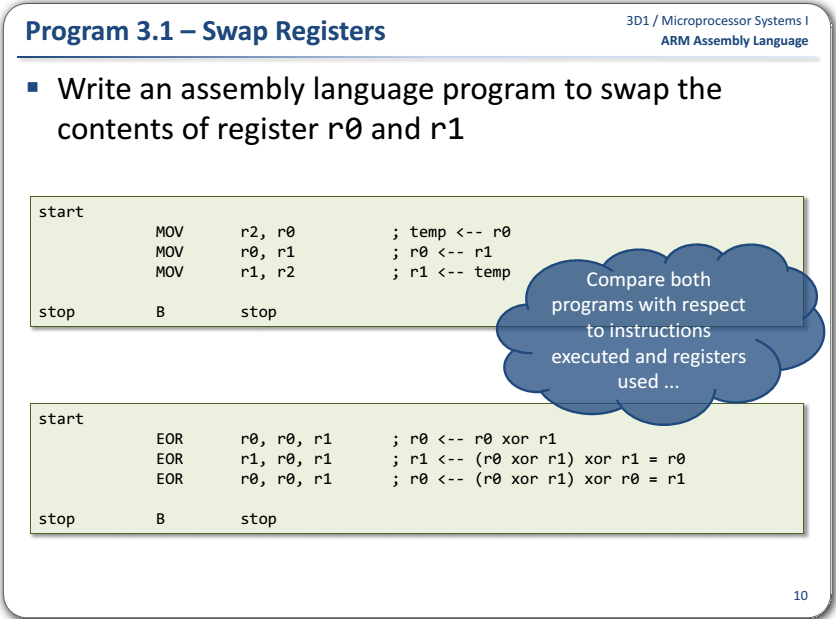 Program 3.1 – Swap Registers
3D1 / Microprocessor Systems I
ARM Assembly Language
▪ Write an assembly language program to swap the
contents of register r0 and r1
start
MOV r2, r0 ; temp <-- r0
MOV r0, r1 ; r0 <-- r1
MOV r1, r2 ; r1 <-- temp
stop B stop
Compare both
programs with respect
to instructions
executed and registers
used ...
start
EOR r0, r0, r1 ; r0 <-- r0 xor r1
EOR r1, r0, r1 ; r1 <-- (r0 xor r1) xor r1 = r0
EOR r0, r0, r1 ; r0 <-- (r0 xor r1) xor r0 = r1
stop B stop
10